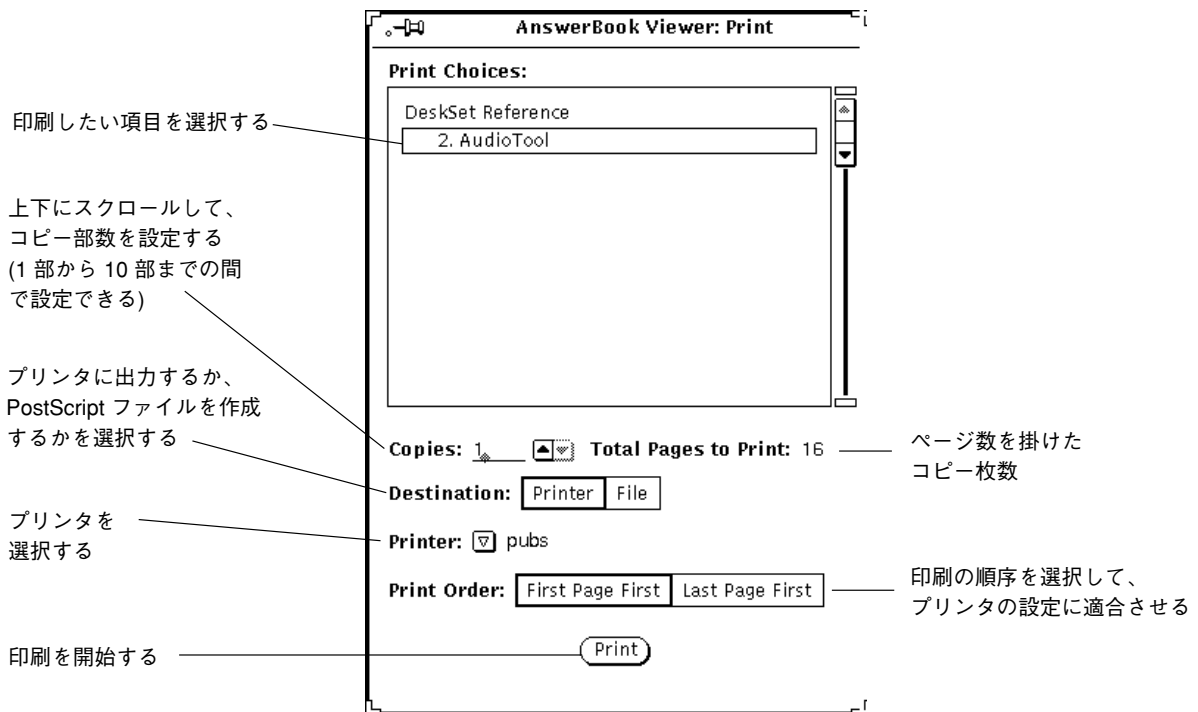 AnswerBook Viewer: Print
Print Choices:
DeskSet Reference
2. AudioTool
印刷したい項目を選択する
上下にスクロールして、
コピー部数を設定する
(1 部から 10 部までの間
で設定できる)
プリンタに出力するか、
PostScript ファイルを作成
するかを選択する
Copies: 1 Total Pages to Print: 16
ページ数を掛けた
コピー枚数
Destination: Printer File
プリンタを
選択する
Printer: pubs
Print Order: First Page First Last Page First
印刷の順序を選択して、
プリンタの設定に適合させる
印刷を開始する
Print